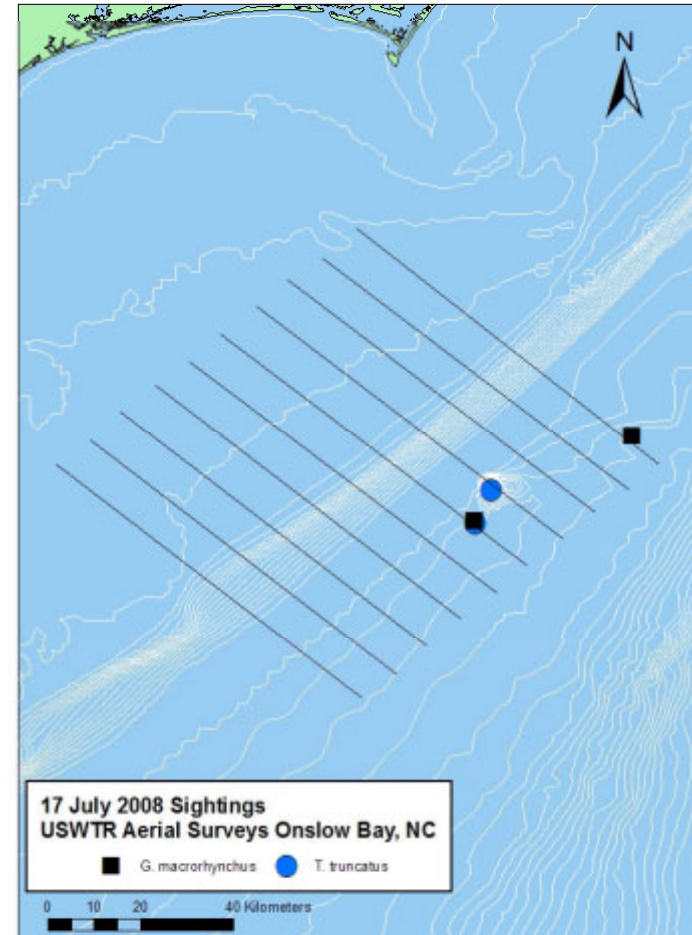 N
17 July 2008 Sightings
USWTR Aerial Surveys Onslow Bay, NC
G. macrorhynchus T. truncatus
0 10 20 40 Kilometers